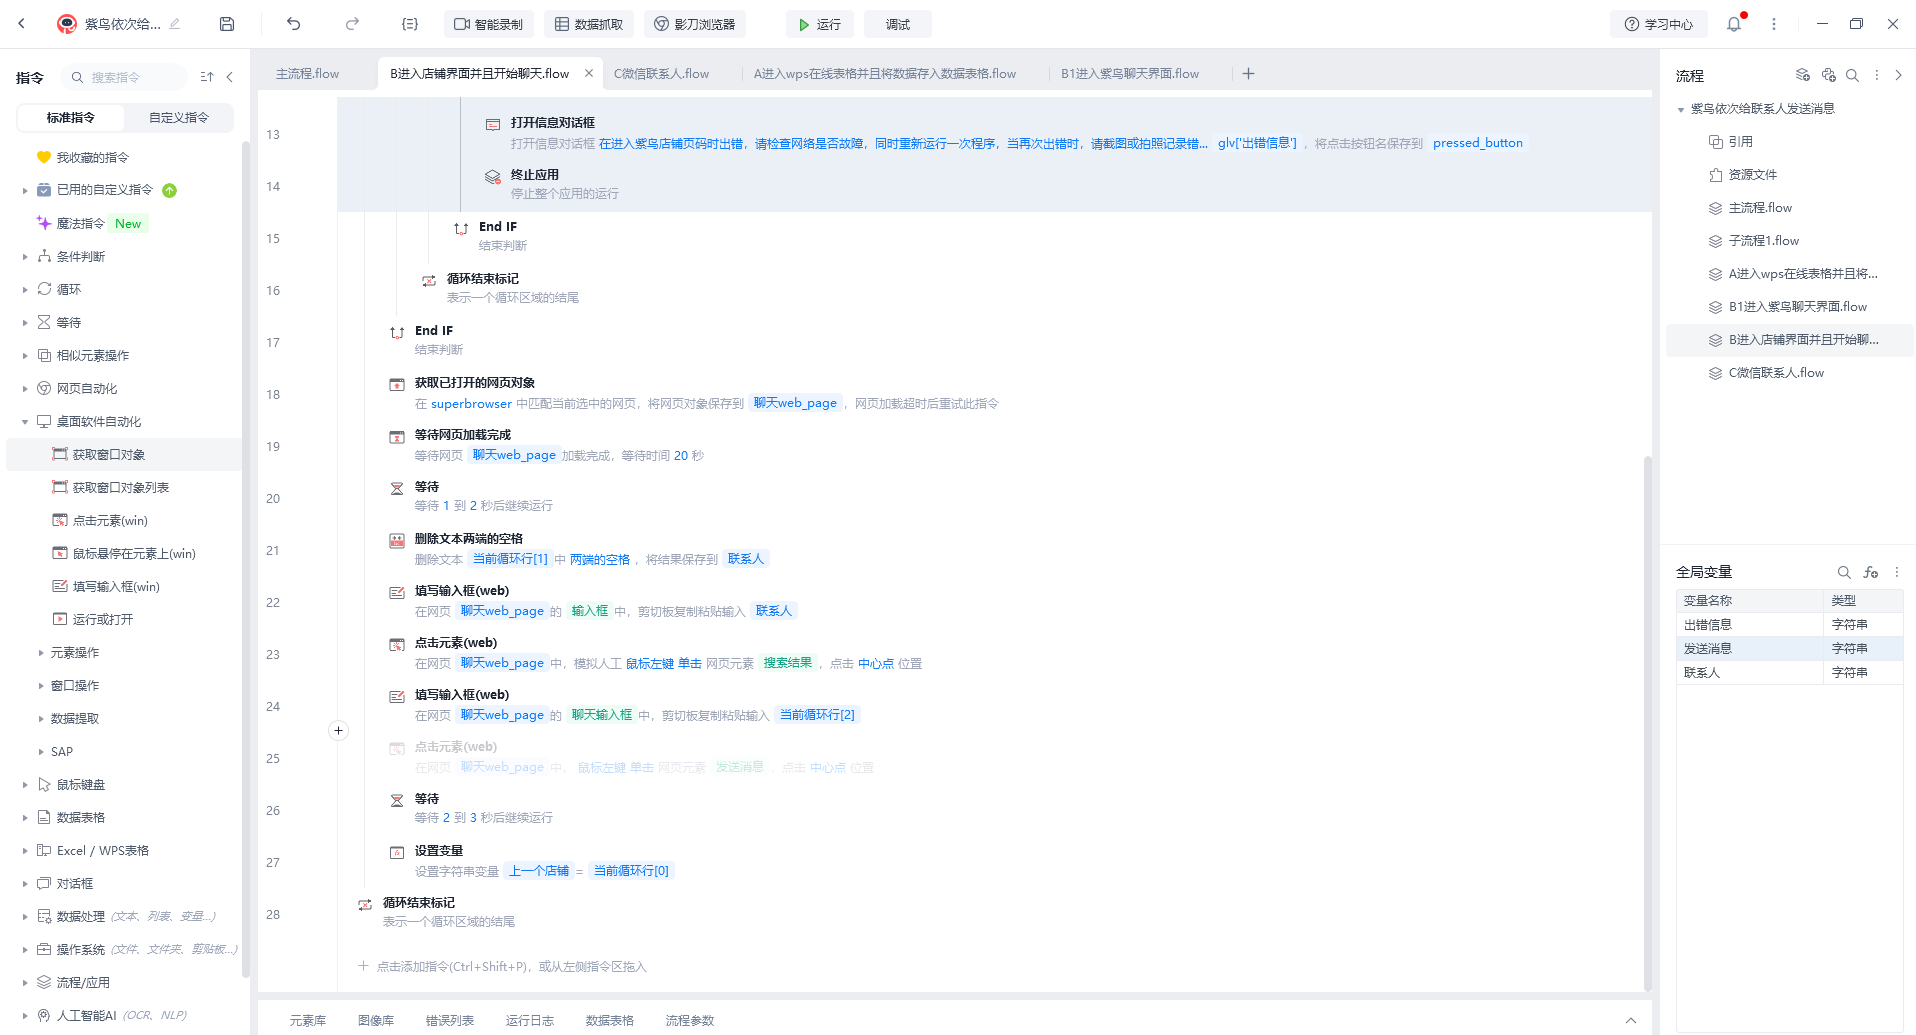 紫鸟依次给...
智能录制
数据抓取
影刀浏览器
运行
调试
学习中心
指令
搜索指令
标准指令
自定义指令
我收藏的指令
已用的自定义指令
魔法指令 New
条件判断
循环
等待
相似元素操作
网页自动化
桌面软件自动化
获取窗口对象
获取窗口对象列表
点击元素(win)
鼠标悬停在元素上(win)
填写输入框(win)
运行或打开
元素操作
窗口操作
数据提取
SAP
鼠标键盘
数据表格
Excel / WPS表格
对话框
数据处理 (文本、列表、变量...)
操作系统 (文件、文件夹、剪贴板...)
流程/应用
人工智能AI (OCR、NLP)
主流程.flow
B进入店铺界面并且开始聊天.flow
C微信联系人.flow
A进入wps在线表格并且将数据存入数据表格.flow
B1进入紫鸟聊天界面.flow
13
打开信息对话框
打开信息对话框 在进入紫鸟店铺页码时出错，请检查网络是否故障，同时重新运行一次程序，当再次出错时，请截图或拍照记录错... glv['出错信息'] ，将点击按钮名保存到 pressed_button
14
终止应用
停止整个应用的运行
15
End IF
结束判断
16
循环结束标记
表示一个循环区域的结尾
17
End IF
结束判断
18
获取已打开的网页对象
在 superbrowser 中匹配当前选中的网页，将网页对象保存到 聊天web_page ，网页加载超时后重试此指令
19
等待网页加载完成
等待网页 聊天web_page 加载完成，等待时间 20 秒
20
等待
等待 1 到 2 秒后继续运行
21
删除文本两端的空格
删除文本 当前循环行[1] 中 两端的空格 ，将结果保存到 联系人
22
填写输入框(web)
在网页 聊天web_page 的 输入框 中，剪切板复制粘贴输入 联系人
23
点击元素(web)
在网页 聊天web_page 中，模拟人工 鼠标左键 单击 网页元素 搜索结果 ，点击 中心点 位置
24
填写输入框(web)
在网页 聊天web_page 的 聊天输入框 中，剪切板复制粘贴输入 当前循环行[2]
25
点击元素(web)
在网页 聊天web_page 中， 鼠标左键 单击 网页元素 发送消息 ，点击 中心点 位置
26
等待
等待 2 到 3 秒后继续运行
27
设置变量
设置字符串变量 上一个店铺 = 当前循环行[0]
28
循环结束标记
表示一个循环区域的结尾
点击添加指令(Ctrl+Shift+P)，或从左侧指令区拖入
元素库
图像库
错误列表
运行日志
数据表格
流程参数
流程
紫鸟依次给联系人发送消息
引用
资源文件
主流程.flow
子流程1.flow
A进入wps在线表格并且将...
B1进入紫鸟聊天界面.flow
B进入店铺界面并且开始聊...
C微信联系人.flow
全局变量
变量名称 类型
出错信息 字符串
发送消息 字符串
联系人 字符串